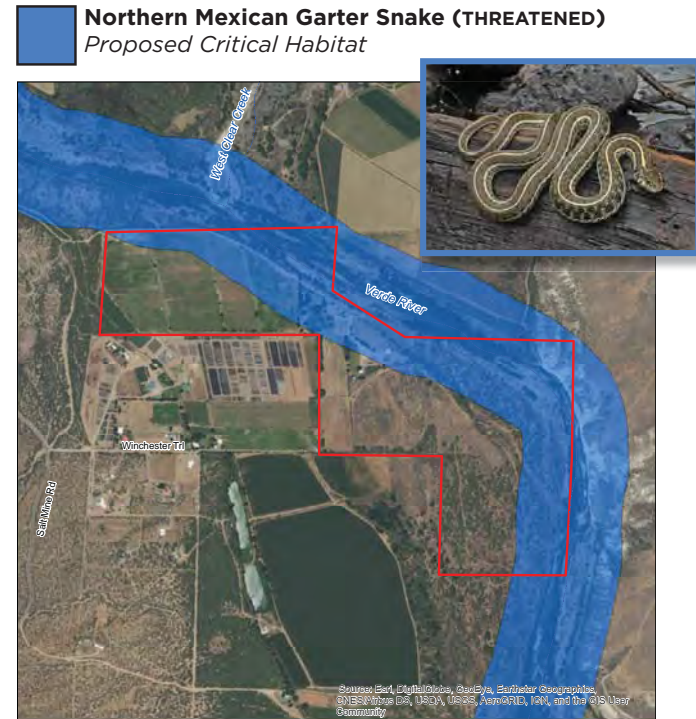 Northern Mexican Garter Snake (THREATENED)
Proposed Critical Habitat
West Clear Creek
Verde River
Winchester Trl
Salt Mine Rd
Source: Esri, DigitalGlobe, GeoEye, Earthstar Geographics,
CNES/Airbus DS, USDA, USGS, AeroGRID, IGN, and the GIS User
Community